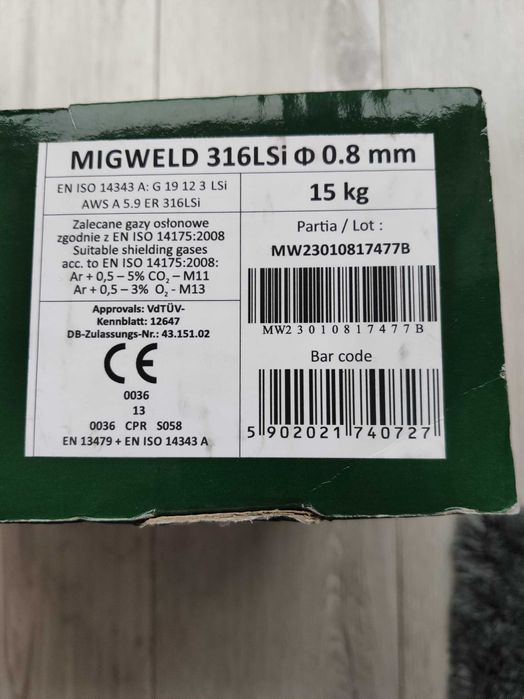 MIGWELD 316LSi Φ 0.8 mm
EN ISO 14343 A: G 19 12 3 LSi
AWS A 5.9 ER 316LSi
15 kg
Zalecane gazy osłonowe
zgodnie z EN ISO 14175:2008
Suitable shielding gases
acc. to EN ISO 14175:2008:
Ar + 0,5 – 5% CO₂ – M11
Ar + 0,5 – 3% O₂ - M13
Partia / Lot :
MW23010817477B
MW23010817477B
Approvals: VdTÜV-
Kennblatt: 12647
DB-Zulassungs-Nr.: 43.151.02
CE
0036
13
0036 CPR S058
EN 13479 + EN ISO 14343 A
Bar code
5 902021 740727